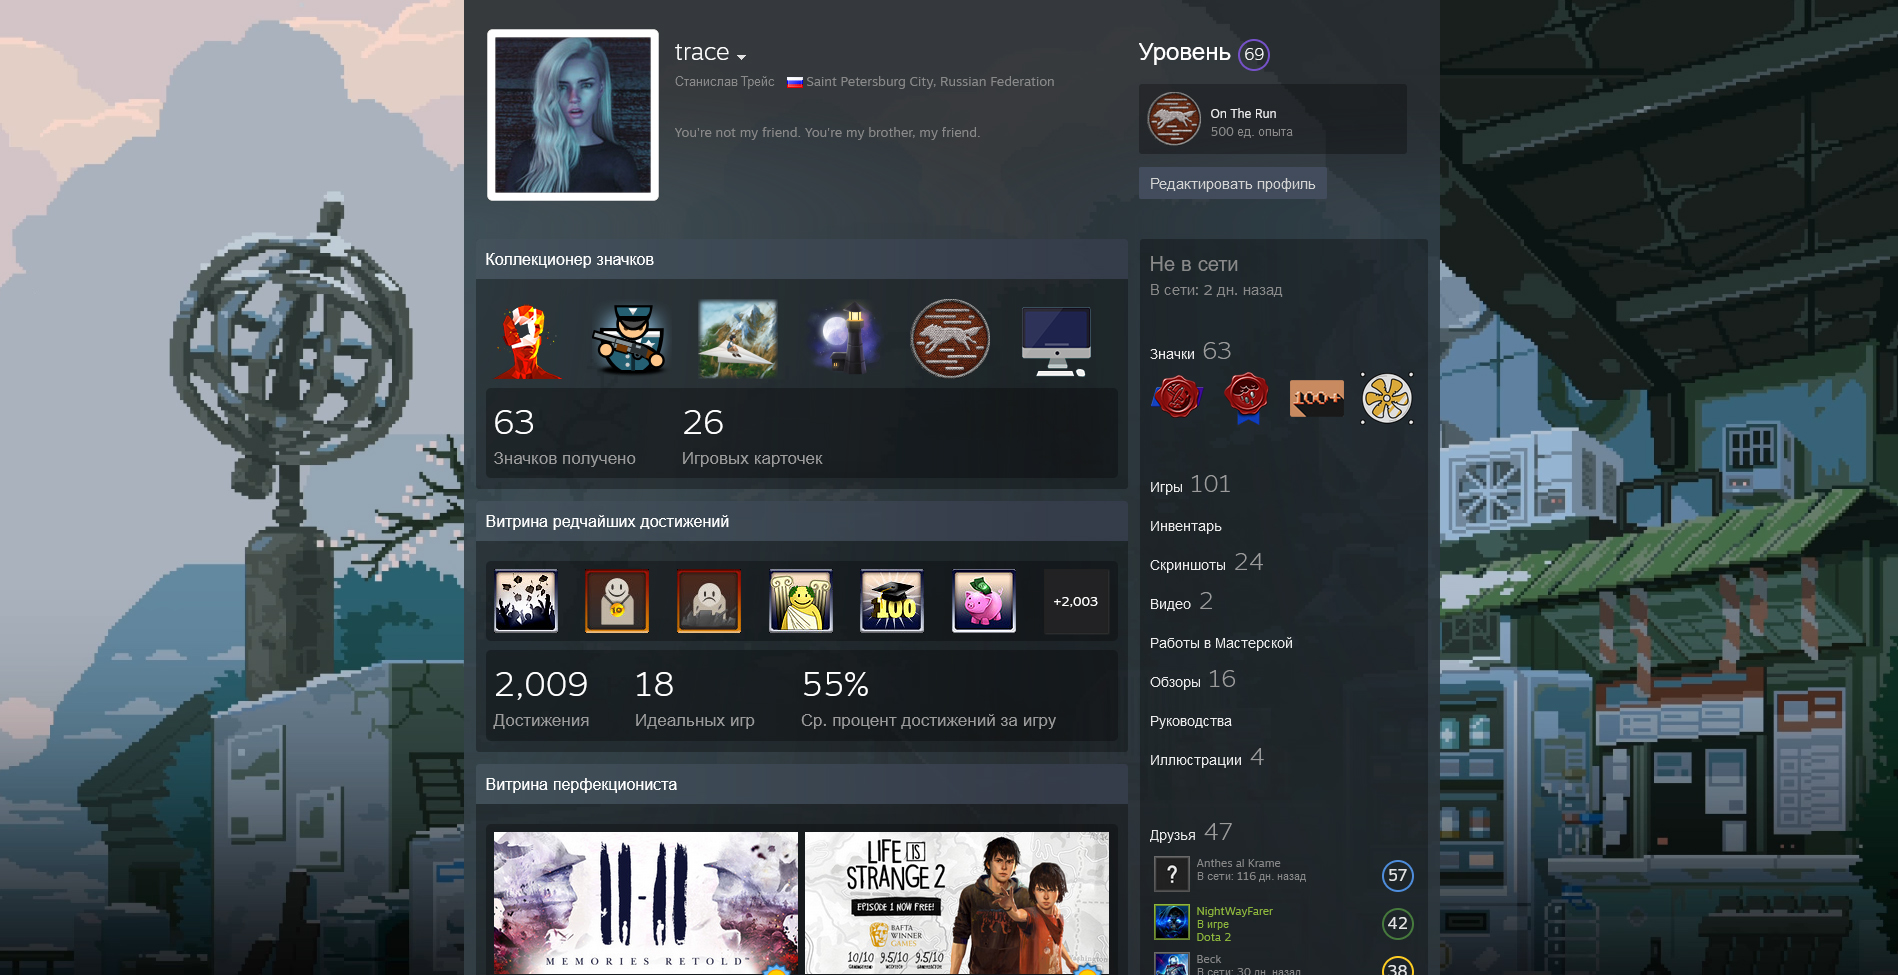 trace
Станислав Трейс Saint Petersburg City, Russian Federation
You're not my friend. You're my brother, my friend.
Уровень 69
On The Run
500 ед. опыта
Редактировать профиль
Коллекционер значков
63 26
Значков получено Игровых карточек
Витрина редчайших достижений
10
100
+2,003
2,009 18 55%
Достижения Идеальных игр Ср. процент достижений за игру
Витрина перфекциониста
11-11
MEMORIES RETOLD
LIFE IS
STRANGE 2
EPISODE 1 NOW FREE!
BAFTA
WINNER
GAMES
10/10 9.5/10 9.5/10
Не в сети
В сети: 2 дн. назад
Значки 63
100+
Игры 101
Инвентарь
Скриншоты 24
Видео 2
Работы в Мастерской
Обзоры 16
Руководства
Иллюстрации 4
Друзья 47
?
Anthes al Krame
В сети: 116 дн. назад
57
NightWayFarer
В игре
Dota 2
42
Beck
В сети: 30 дн. назад
38